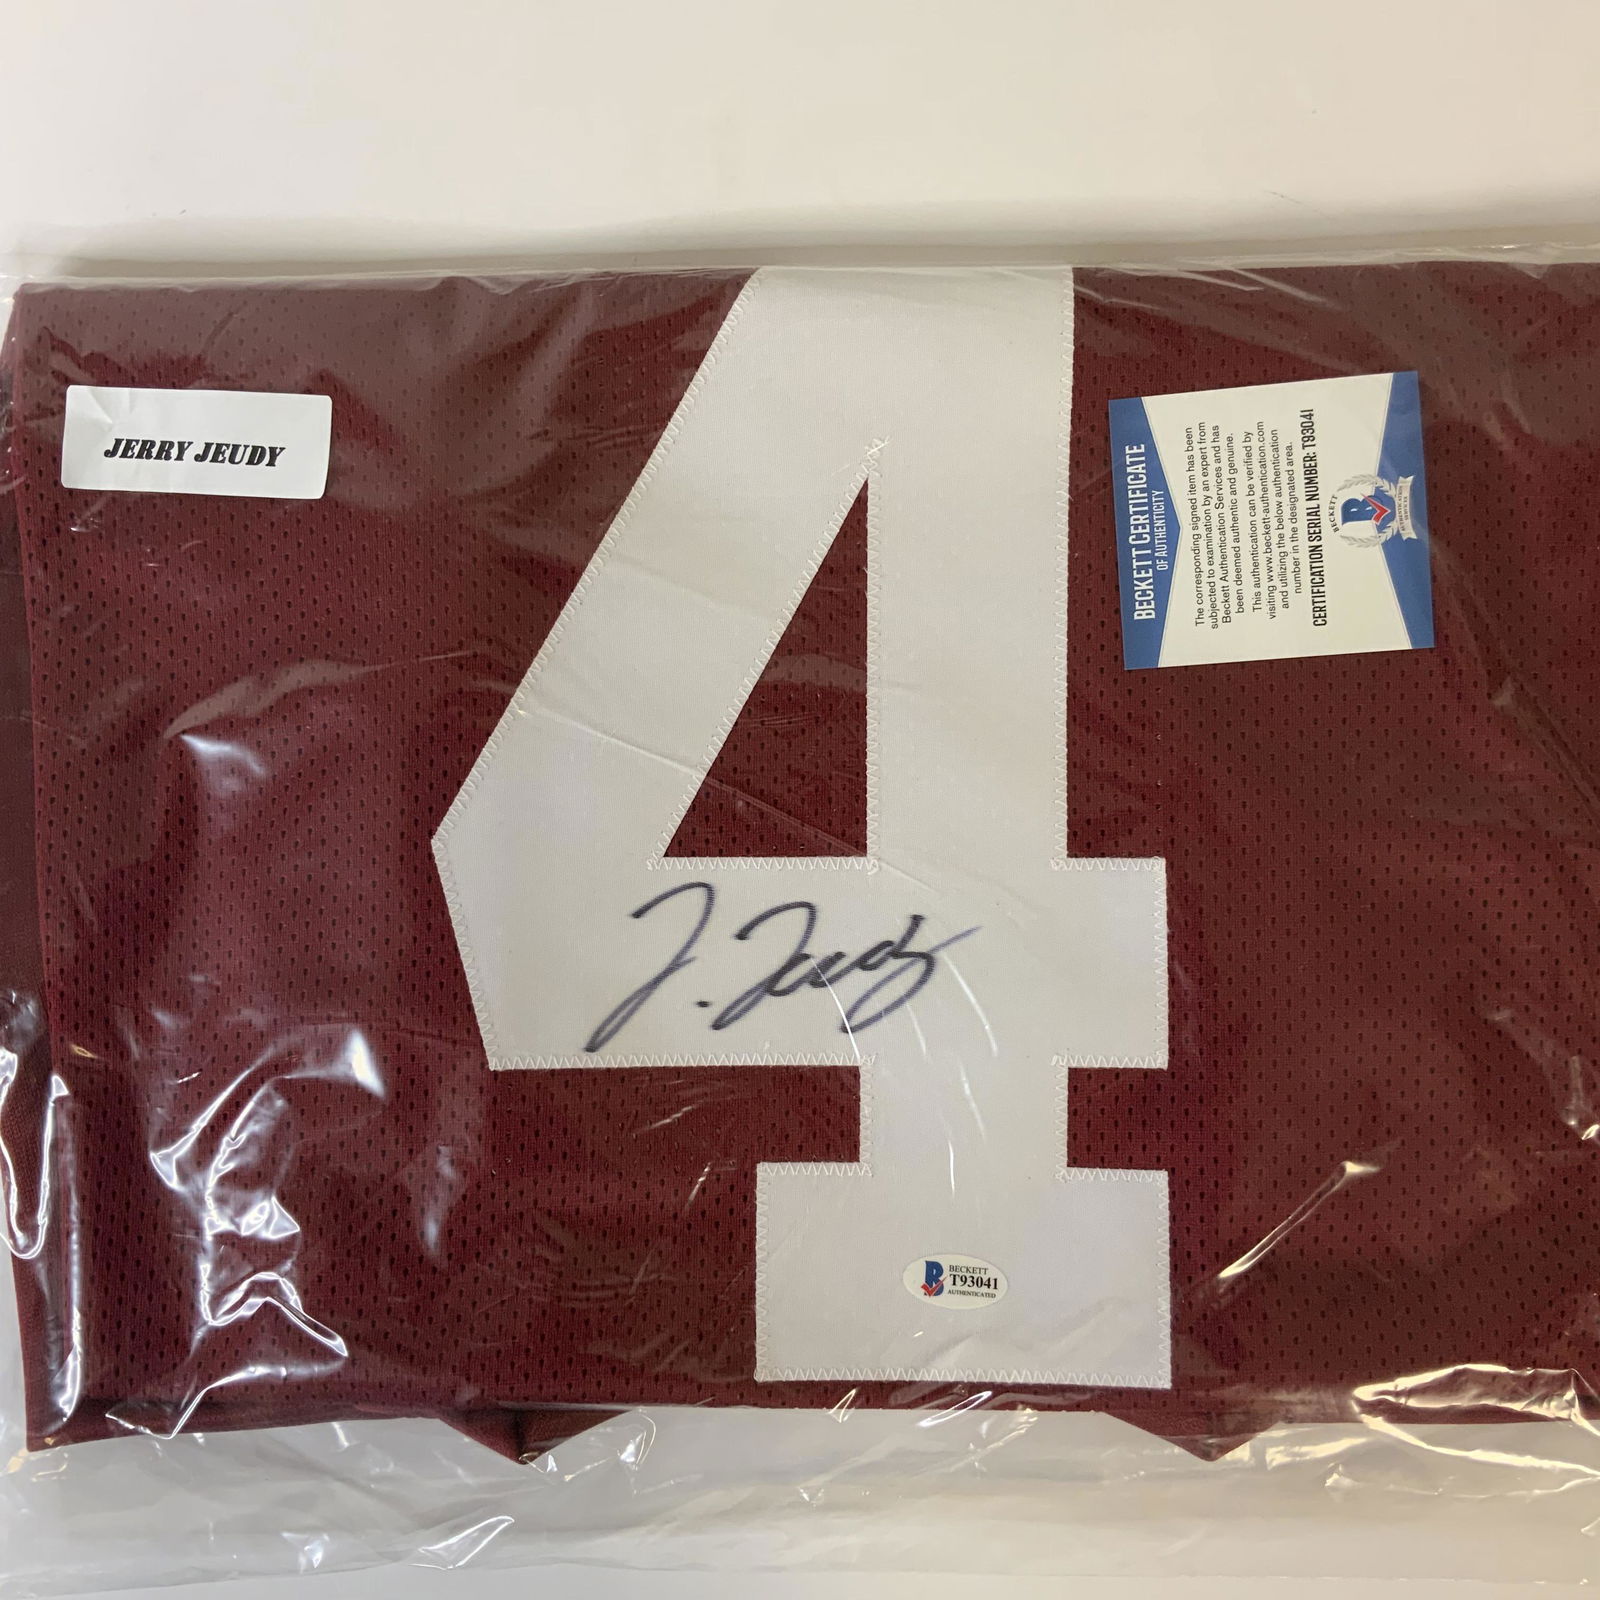 JERRY JEUDY
4
BECKETT CERTIFICATE
OF AUTHENTICITY
The corresponding signed item has been
subjected to examination by an expert from
Beckett Authentication Services and has
been deemed authentic and genuine.
This authentication can be verified by
visiting www.beckett-authentication.com
and utilizing the below authentication
number in the designated area.
CERTIFICATION SERIAL NUMBER: T93041
BECKETT
B
J. Jeudy
B
BECKETT
T93041
AUTHENTICATED